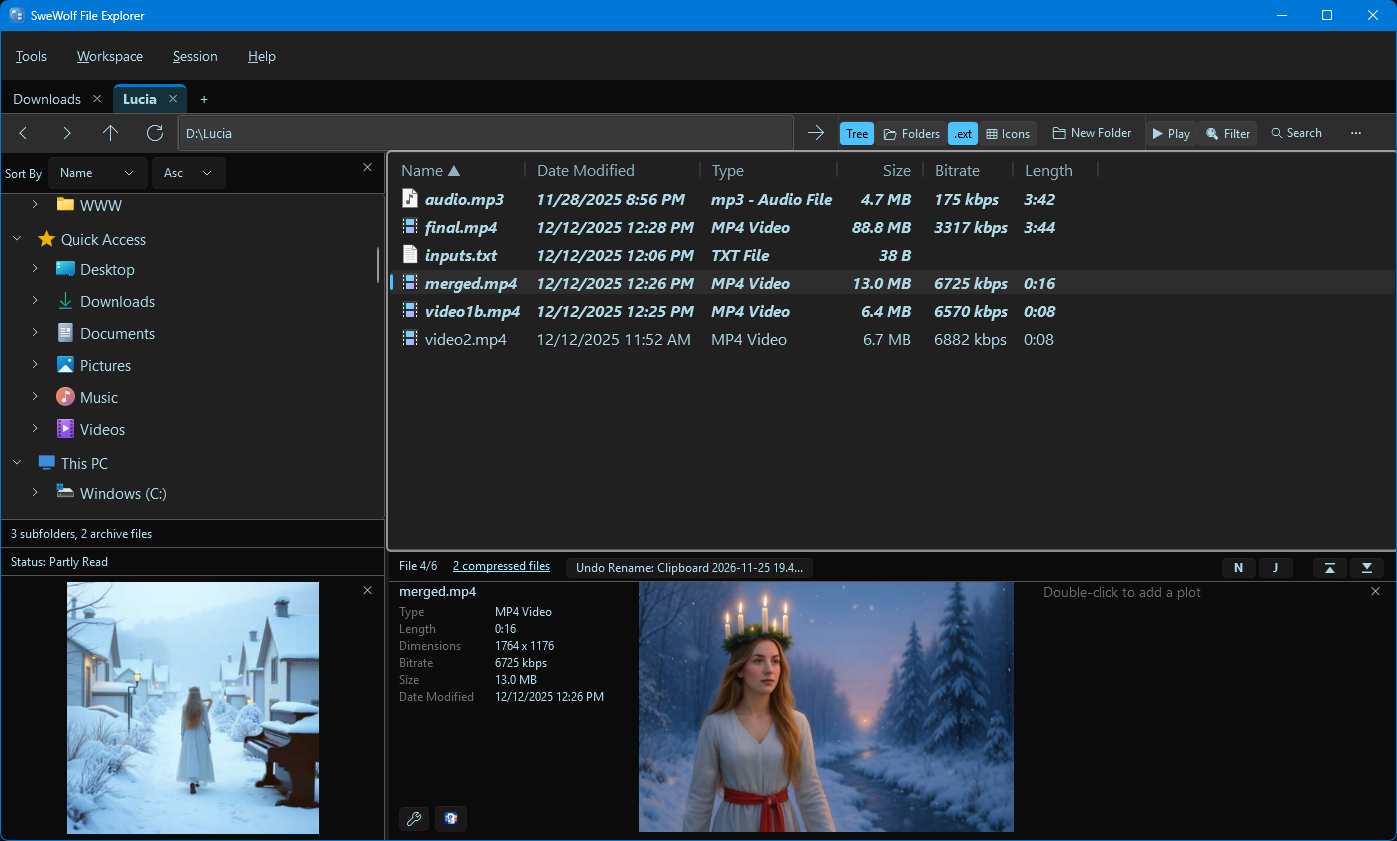 SweWolf File Explorer
Tools Workspace Session Help
Downloads Lucia +
D:\Lucia Tree Folders .ext Icons New Folder Play Filter Search ...
Sort By Name Asc
WWW
Quick Access
Desktop
Downloads
Documents
Pictures
Music
Videos
This PC
Windows (C:)
3 subfolders, 2 archive files
Status: Partly Read
Name Date Modified Type Size Bitrate Length
audio.mp3 11/28/2025 8:56 PM mp3 - Audio File 4.7 MB 175 kbps 3:42
final.mp4 12/12/2025 12:28 PM MP4 Video 88.8 MB 3317 kbps 3:44
inputs.txt 12/12/2025 12:06 PM TXT File 38 B
merged.mp4 12/12/2025 12:26 PM MP4 Video 13.0 MB 6725 kbps 0:16
video1b.mp4 12/12/2025 12:25 PM MP4 Video 6.4 MB 6570 kbps 0:08
video2.mp4 12/12/2025 11:52 AM MP4 Video 6.7 MB 6882 kbps 0:08
File 4/6 2 compressed files Undo Rename: Clipboard 2026-11-25 19.4... N J
merged.mp4
Type MP4 Video
Length 0:16
Dimensions 1764 x 1176
Bitrate 6725 kbps
Size 13.0 MB
Date Modified 12/12/2025 12:26 PM
Double-click to add a plot